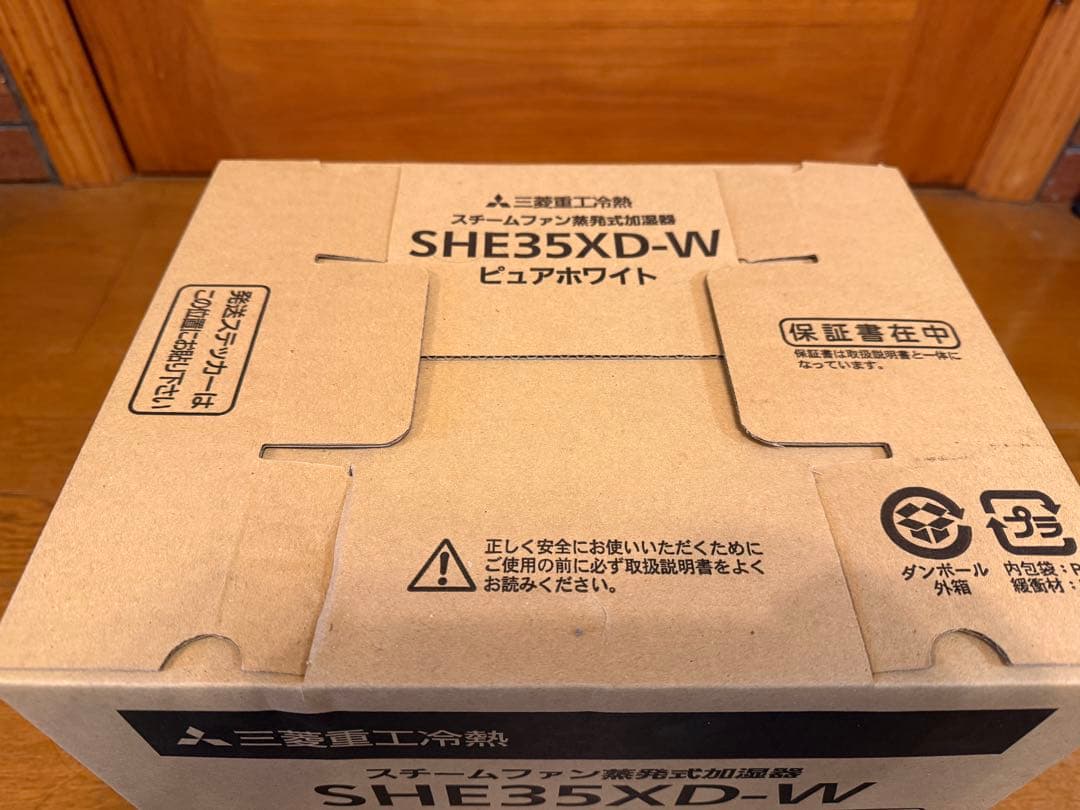 三菱重工冷熱
スチームファン蒸発式加湿器
SHE35XD-W
ピュアホワイト
発送ステッカーは
この位置にお貼り下さい
保証書在中
保証書は取扱説明書と一体に
なっています。
正しく安全にお使いいただくために
ご使用の前に必ず取扱説明書をよく
お読みください。
ダンボール
外箱
プラ
内包袋:P
緩衝材:
三菱重工冷熱
スチームファン蒸発式加湿器
SHE35XD-W